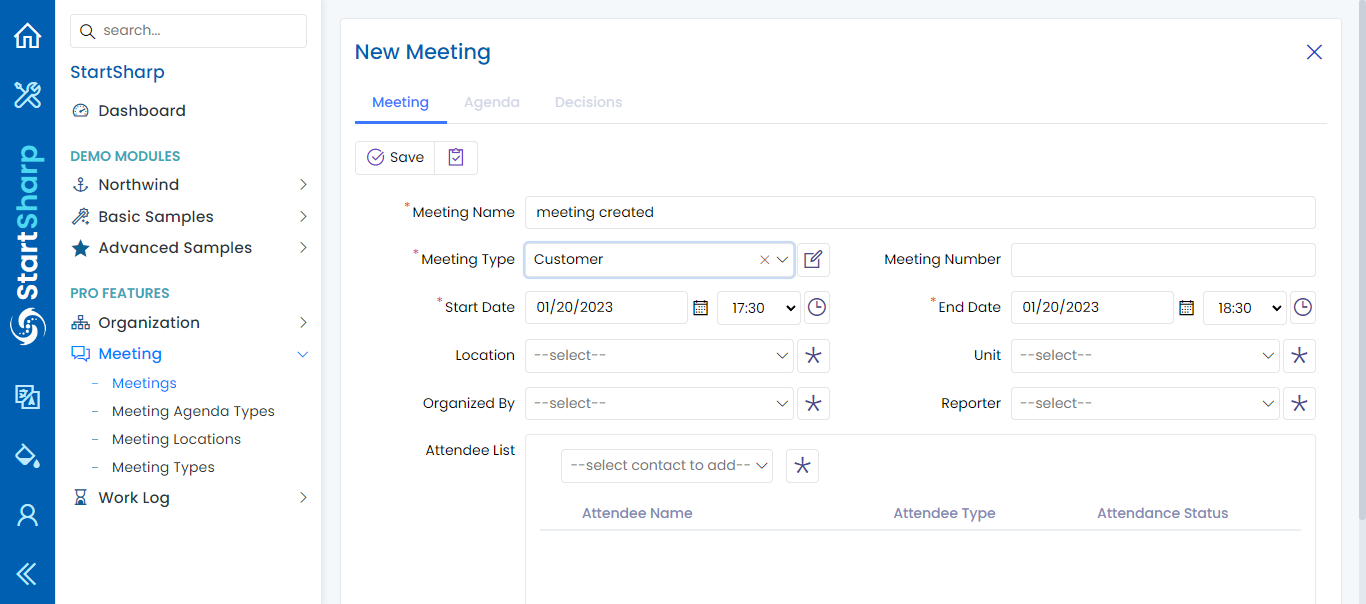 search...
StartSharp
Dashboard
DEMO MODULES
Northwind
Basic Samples
Advanced Samples
PRO FEATURES
Organization
Meeting
Meetings
Meeting Agenda Types
Meeting Locations
Meeting Types
Work Log
StartSharp
New Meeting
Meeting Agenda Decisions
Save
*Meeting Name meeting created
*Meeting Type Customer Meeting Number
*Start Date 01/20/2023 17:30 *End Date 01/20/2023 18:30
Location --select-- Unit --select--
Organized By --select-- Reporter --select--
Attendee List
--select contact to add--
Attendee Name Attendee Type Attendance Status